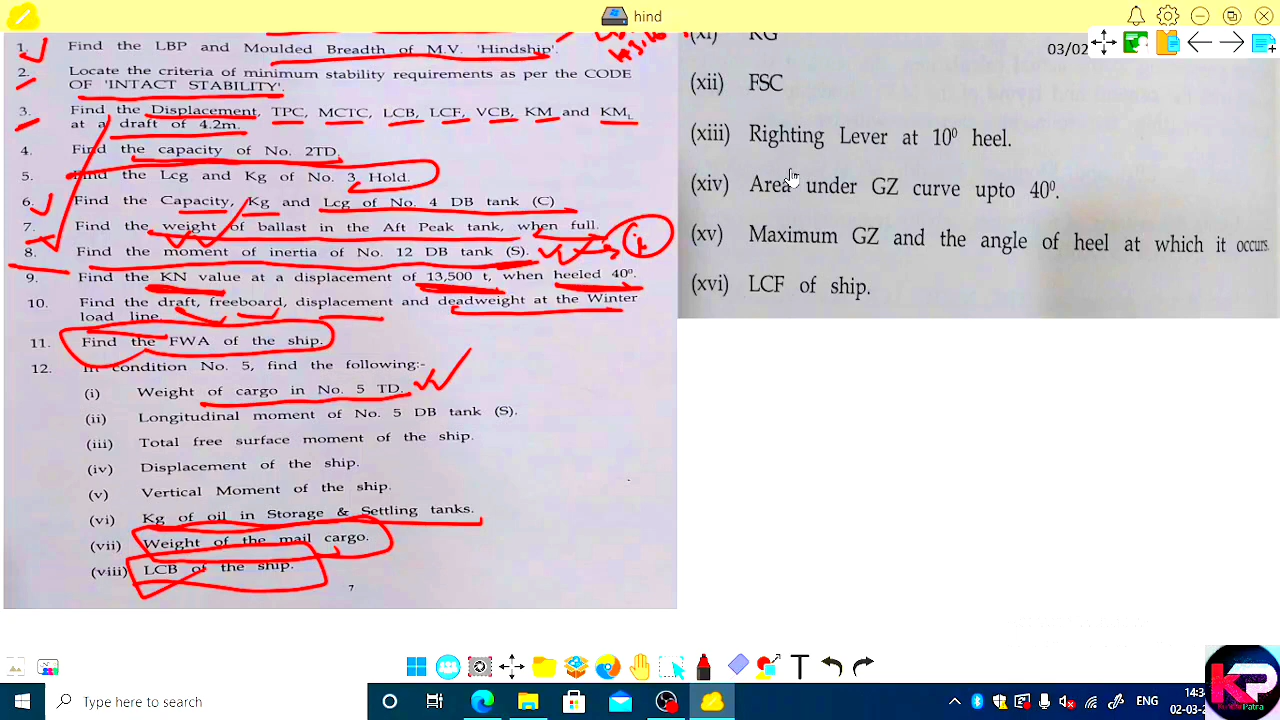 hind
03/02
1. Find the LBP and Moulded Breadth of M.V. 'Hindship'.
2. Locate the criteria of minimum stability requirements as per the CODE
OF 'INTACT STABILITY'.
3. Find the Displacement, TPC, MCTC, LCB, LCF, VCB, KM and KML
at a draft of 4.2m.
4. Find the capacity of No. 2TD.
5. Find the Lcg and Kg of No. 3 Hold.
6. Find the Capacity, Kg and Lcg of No. 4 DB tank (C)
7. Find the weight of ballast in the Aft Peak tank, when full.
8. Find the moment of inertia of No. 12 DB tank (S).
9. Find the KN value at a displacement of 13,500 t, when heeled 40⁰.
10. Find the draft, freeboard, displacement and deadweight at the Winter
load line.
11. Find the FWA of the ship.
12. In condition No. 5, find the following:-
(i) Weight of cargo in No. 5 TD.
(ii) Longitudinal moment of No. 5 DB tank (S).
(iii) Total free surface moment of the ship.
(iv) Displacement of the ship.
(v) Vertical Moment of the ship.
(vi) Kg of oil in Storage & Settling tanks.
(vii) Weight of the mail cargo.
(viii) LCB of the ship.
7
(xi) KG
(xii) FSC
(xiii) Righting Lever at 10⁰ heel.
(xiv) Area under GZ curve upto 40⁰.
(xv) Maximum GZ and the angle of heel at which it occurs.
(xvi) LCF of ship.
Type here to search
ENG
14:3
02-03-2
Patra